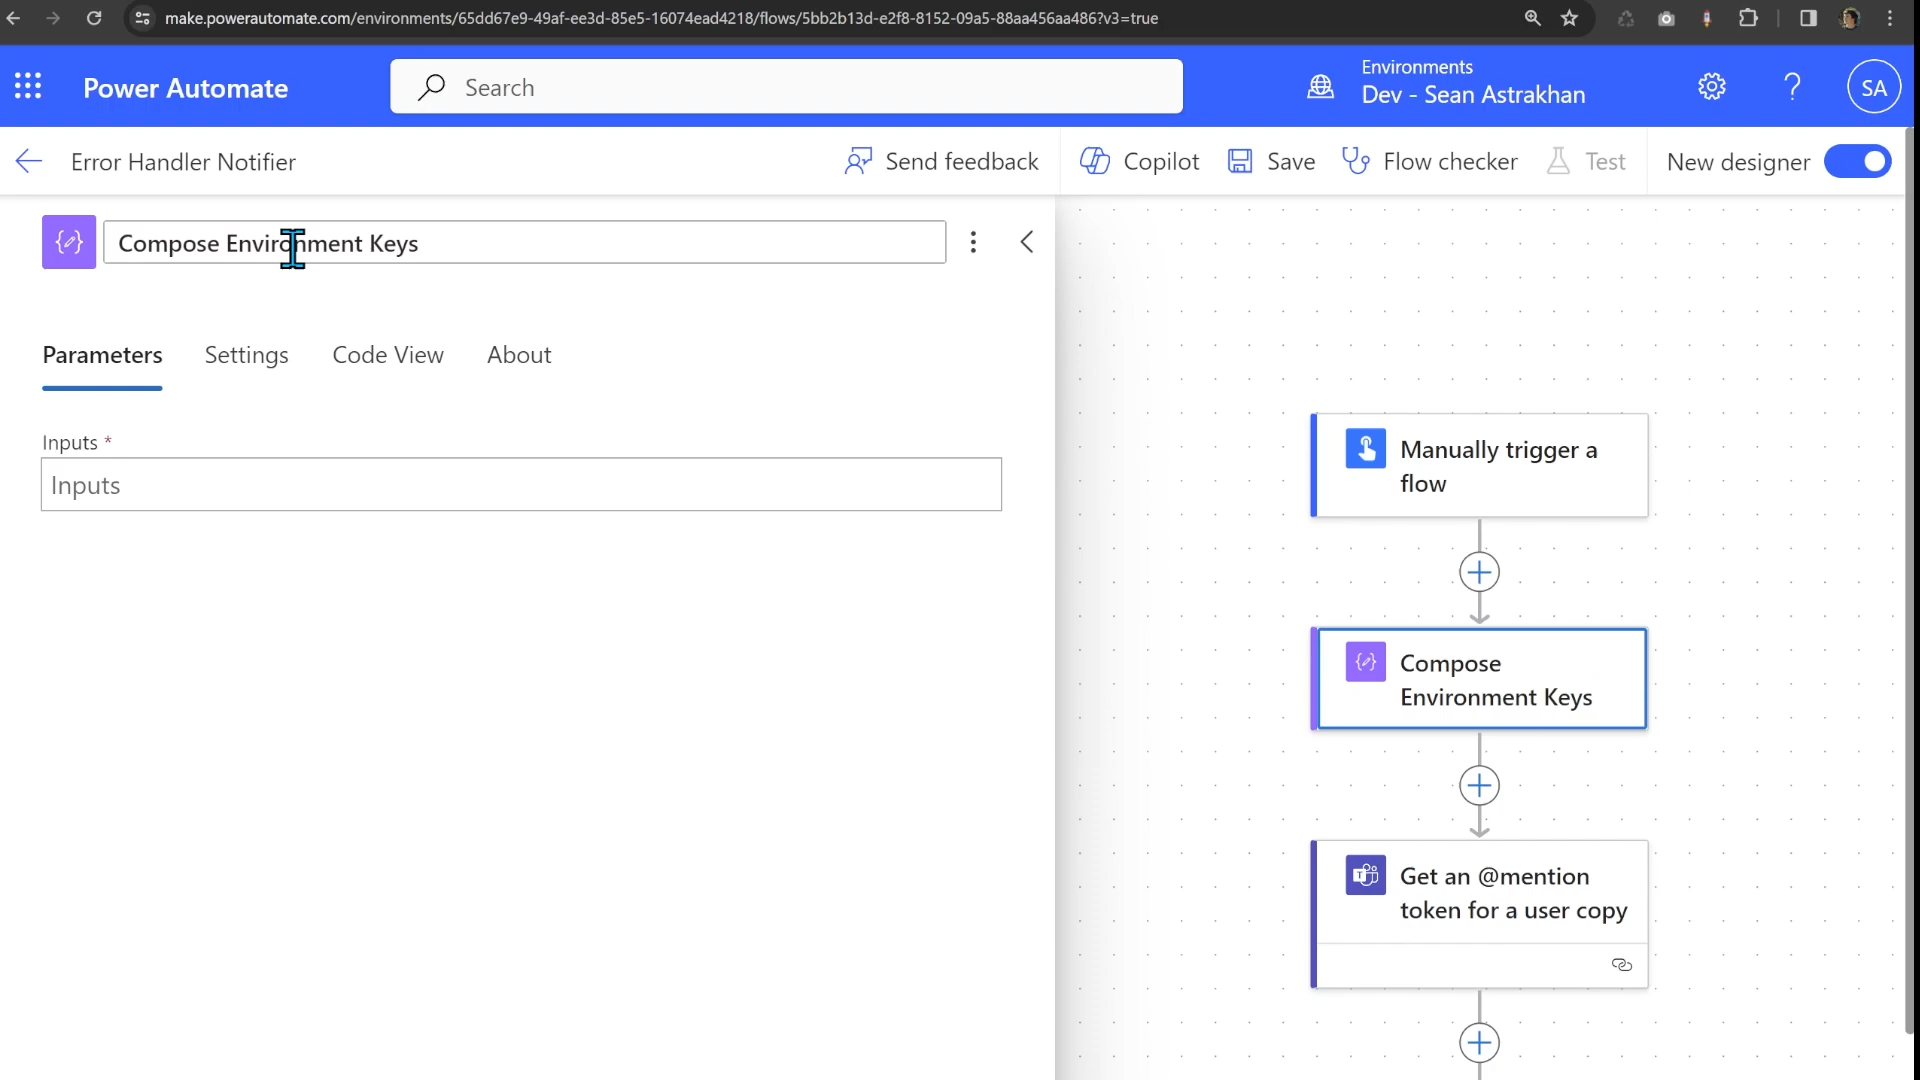 make.powerautomate.com/environments/65dd67e9-49af-ee3d-85e5-16074ead4218/flows/5bb2b13d-e2f8-8152-09a5-88aa456aa486?v3=true
Power Automate
Search
Environments
Dev - Sean Astrakhan
?
SA
Error Handler Notifier
Send feedback
Copilot
Save
Flow checker
Test
New designer
Compose Environment Keys
Parameters
Settings
Code View
About
Inputs *
Inputs
Manually trigger a
flow
Compose
Environment Keys
Get an @mention
token for a user copy